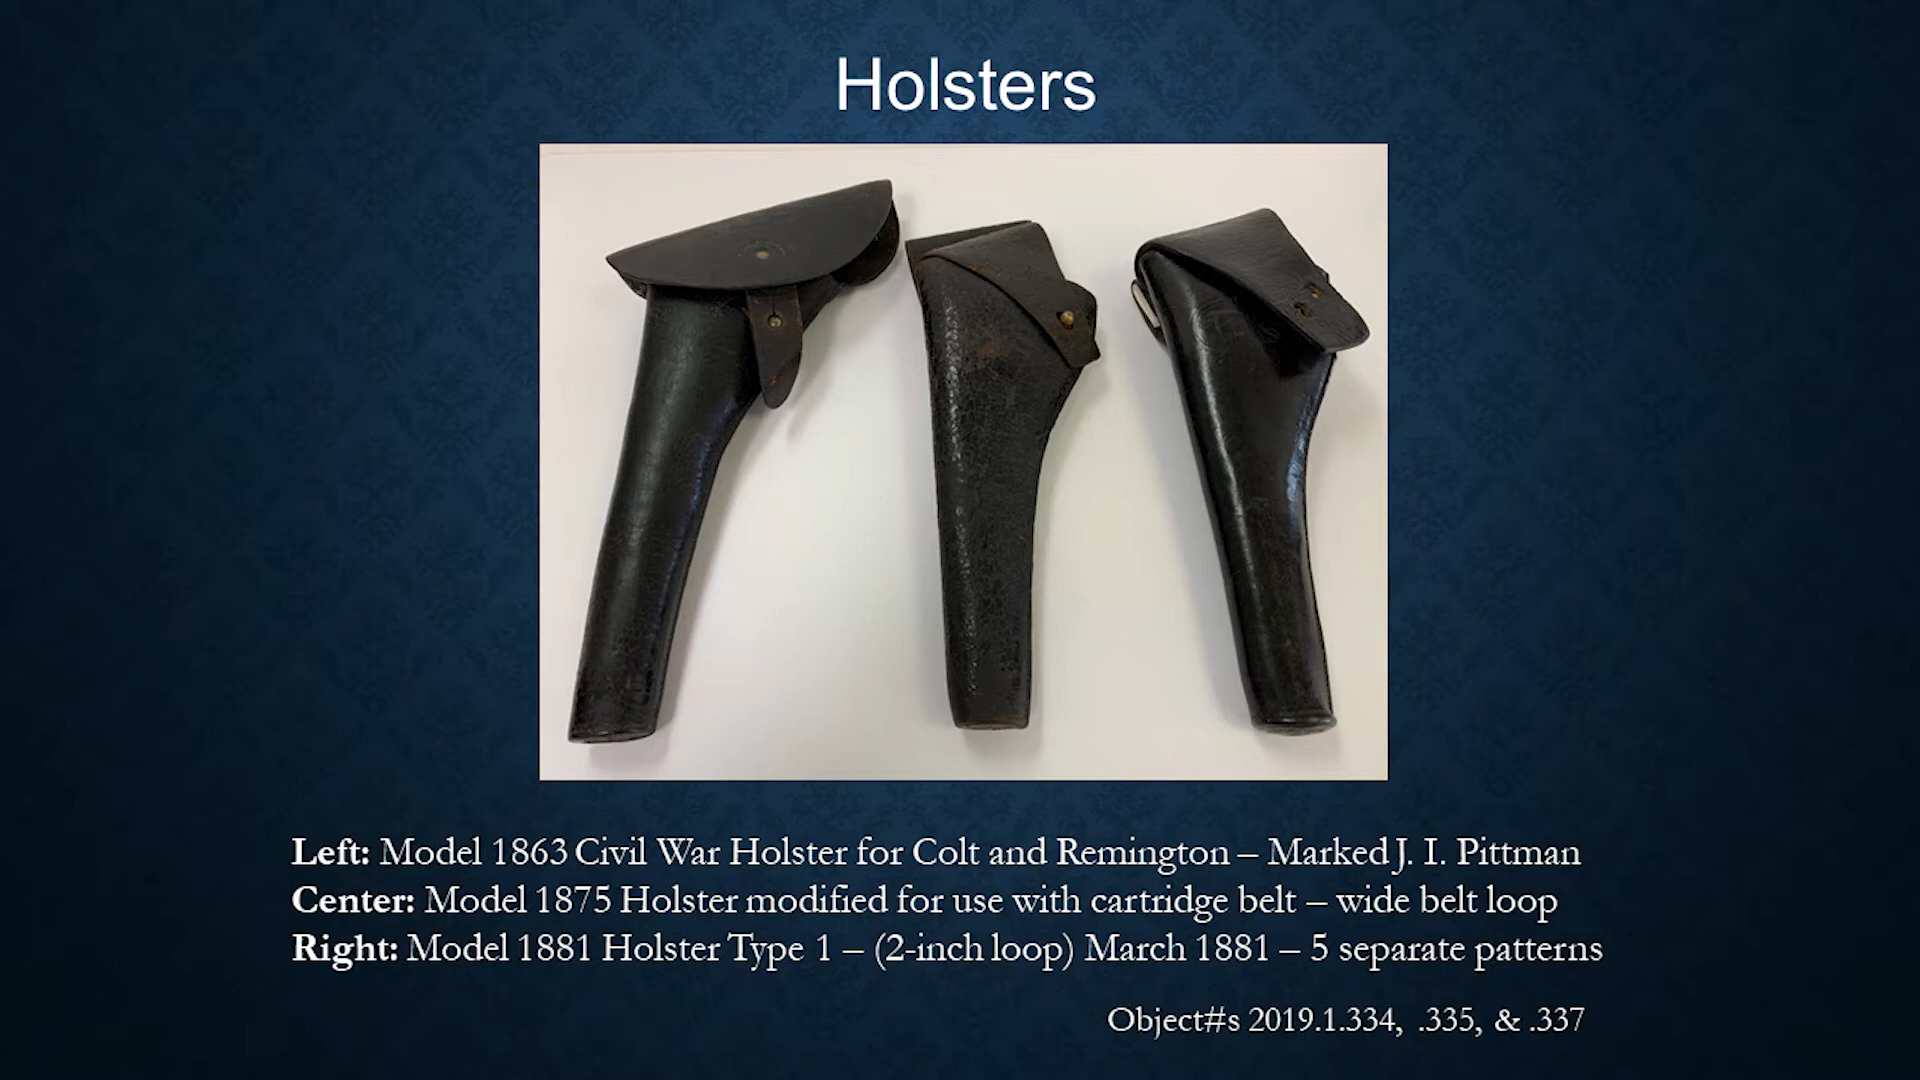 Holsters
Left: Model 1863 Civil War Holster for Colt and Remington – Marked J. I. Pittman
Center: Model 1875 Holster modified for use with cartridge belt – wide belt loop
Right: Model 1881 Holster Type 1 – (2-inch loop) March 1881 – 5 separate patterns
Object#s 2019.1.334, .335, & .337